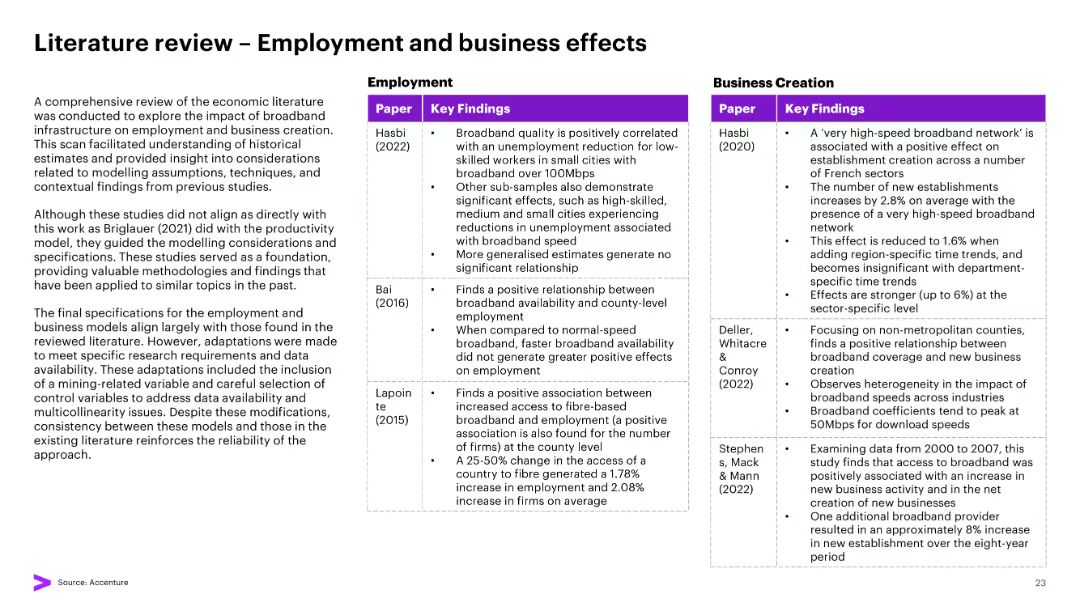 Literature review – Employment and business effects
A comprehensive review of the economic literature
was conducted to explore the impact of broadband
infrastructure on employment and business creation.
This scan facilitated understanding of historical
estimates and provided insight into considerations
related to modelling assumptions, techniques, and
contextual findings from previous studies.
Although these studies did not align as directly with
this work as Briglauer (2021) did with the productivity
model, they guided the modelling considerations and
specifications. These studies served as a foundation,
providing valuable methodologies and findings that
have been applied to similar topics in the past.
The final specifications for the employment and
business models align largely with those found in the
reviewed literature. However, adaptations were made
to meet specific research requirements and data
availability. These adaptations included the inclusion
of a mining-related variable and careful selection of
control variables to address data availability and
multicollinearity issues. Despite these modifications,
consistency between these models and those in the
existing literature reinforces the reliability of the
approach.
Employment
Paper Key Findings
Hasbi
(2022)
• Broadband quality is positively correlated
with an unemployment reduction for low-
skilled workers in small cities with
broadband over 100Mbps
• Other sub-samples also demonstrate
significant effects, such as high-skilled,
medium and small cities experiencing
reductions in unemployment associated
with broadband speed
• More generalised estimates generate no
significant relationship
Bai
(2016)
• Finds a positive relationship between
broadband availability and county-level
employment
• When compared to normal-speed
broadband, faster broadband availability
did not generate greater positive effects
on employment
Lapoin
te
(2015)
• Finds a positive association between
increased access to fibre-based
broadband and employment (a positive
association is also found for the number
of firms) at the county level
• A 25-50% change in the access of a
country to fibre generated a 1.78%
increase in employment and 2.08%
increase in firms on average
Business Creation
Paper Key Findings
Hasbi
(2020)
• A ‘very high-speed broadband network’ is
associated with a positive effect on
establishment creation across a number
of French sectors
• The number of new establishments
increases by 2.8% on average with the
presence of a very high-speed broadband
network
• This effect is reduced to 1.6% when
adding region-specific time trends, and
becomes insignificant with department-
specific time trends
• Effects are stronger (up to 6%) at the
sector-specific level
Deller,
Whitacre
&
Conroy
(2022)
• Focusing on non-metropolitan counties,
finds a positive relationship between
broadband coverage and new business
creation
• Observes heterogeneity in the impact of
broadband speeds across industries
• Broadband coefficients tend to peak at
50Mbps for download speeds
Stephen
s, Mack
& Mann
(2022)
• Examining data from 2000 to 2007, this
study finds that access to broadband was
positively associated with an increase in
new business activity and in the net
creation of new businesses
• One additional broadband provider
resulted in an approximately 8% increase
in new establishment over the eight-year
period
Source: Accenture
23